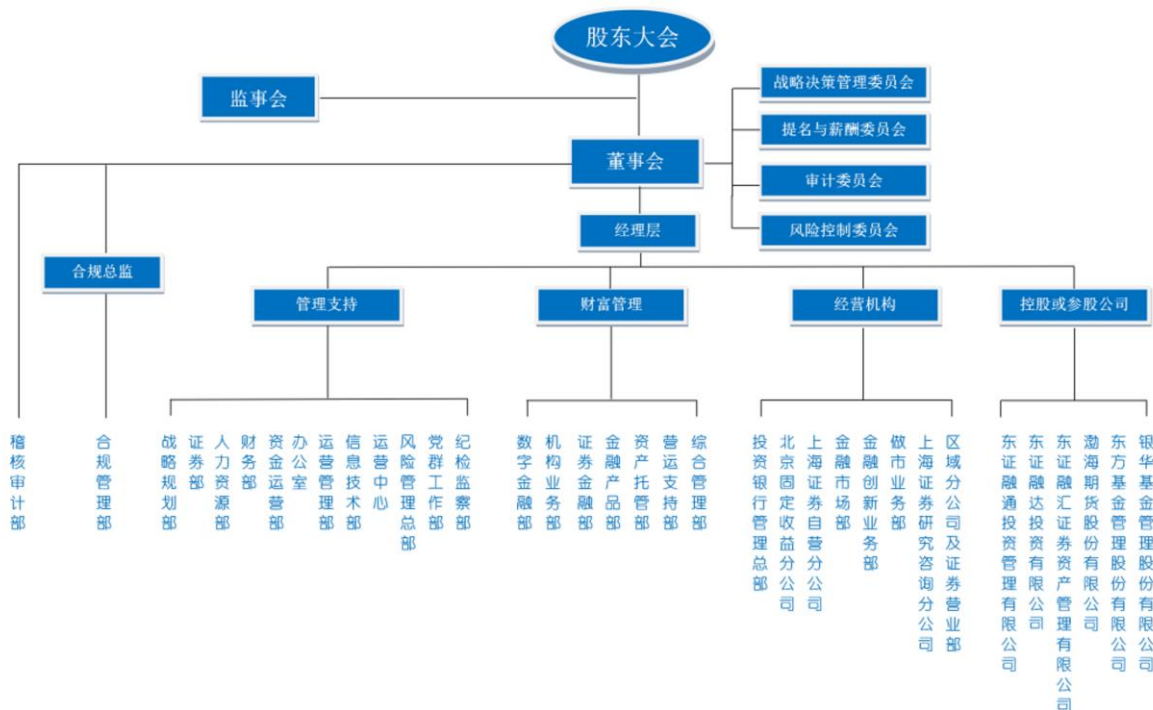 股东大会
监事会
战略决策管理委员会
提名与薪酬委员会
董事会
审计委员会
经理层
风险控制委员会
合规总监
管理支持
财富管理
经营机构
控股或参股公司
稽核审计部
合规管理部
战略规划部
证券部
人力资源部
财务部
资金运营部
办公室
运营管理部
信息技术部
运营中心
风险管理总部
党群工作部
纪检监察部
数字金融部
机构业务部
证券金融部
金融产品部
资产托管部
营运支持部
综合管理部
投资银行管理总部
北京固定收益分公司
上海证券自营分公司
金融市场部
金融创新业务部
做市业务部
上海证券研究咨询分公司
区域分公司及证券营业部
东证融通投资管理有限公司
东证融达投资有限公司
东证融汇证券资产管理有限公司
渤海期货股份有限公司
东方基金管理股份有限公司
银华基金管理股份有限公司